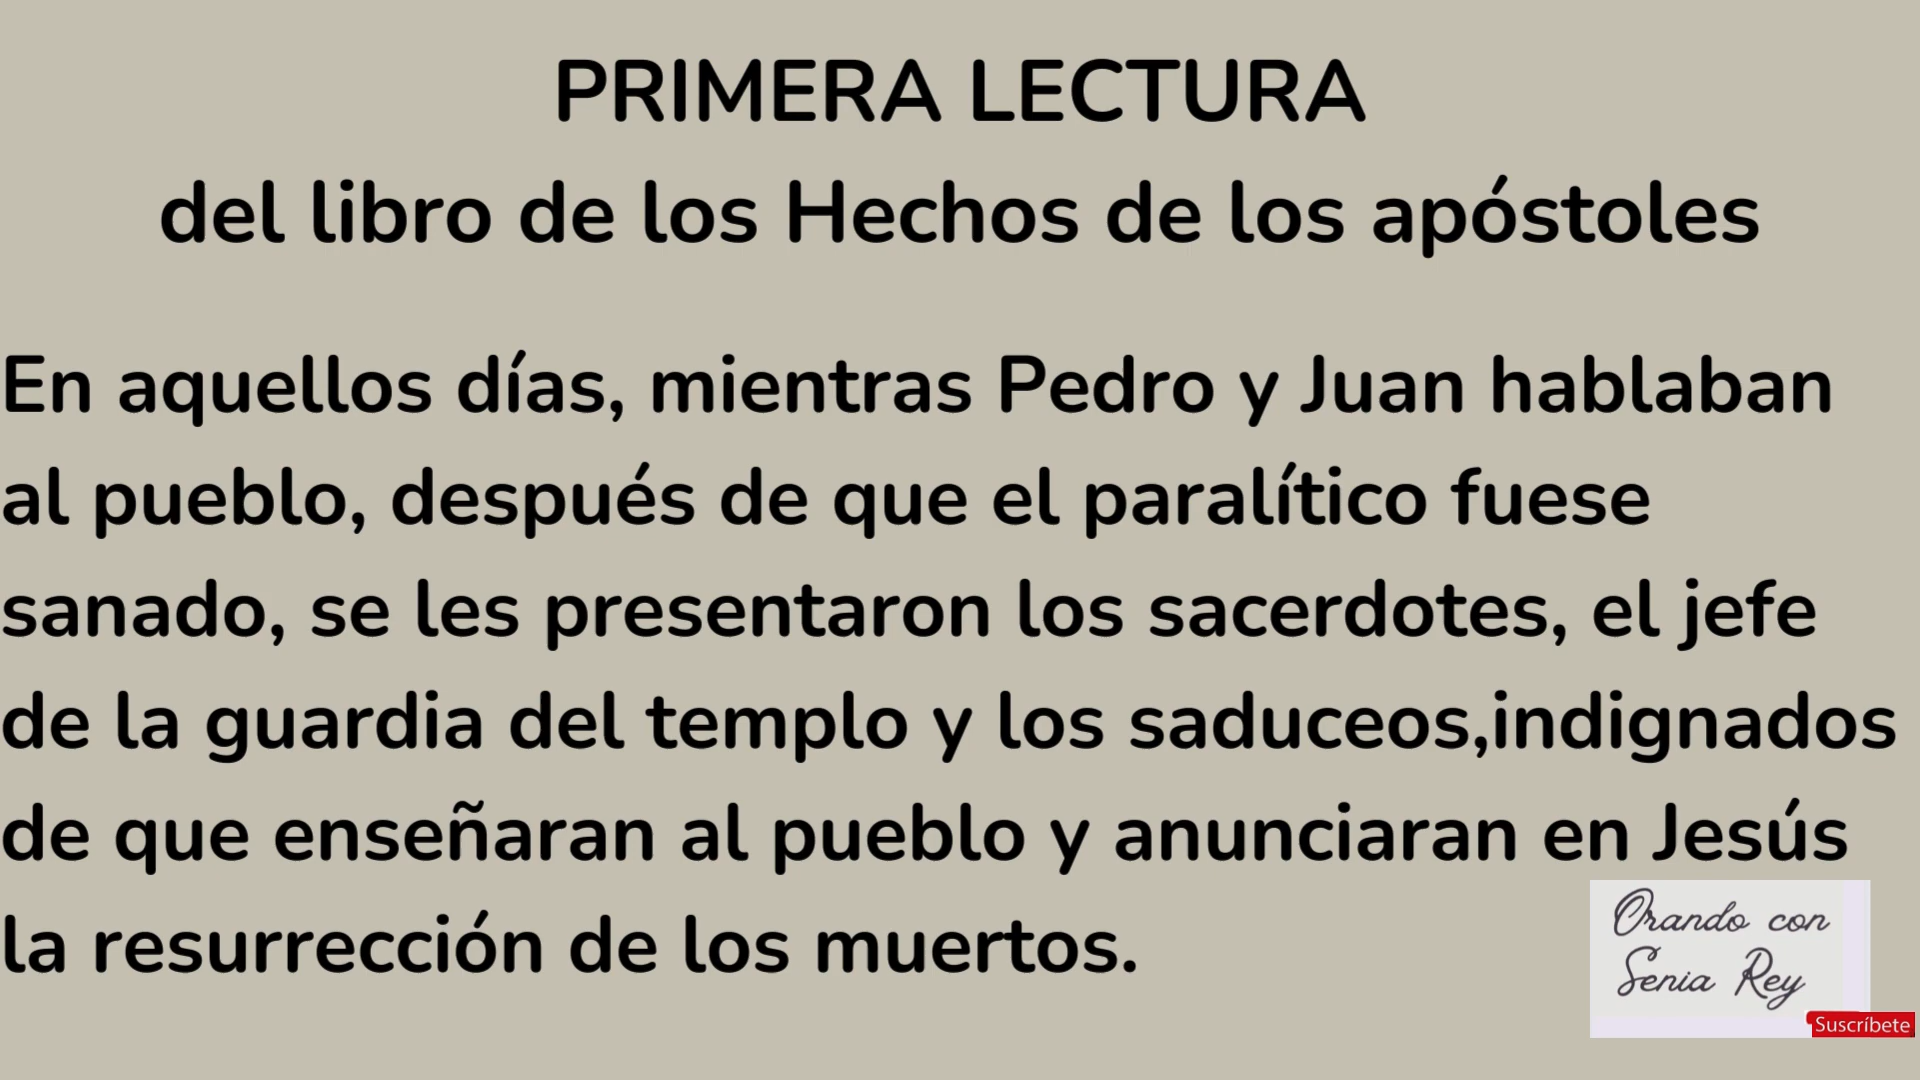 PRIMERA LECTURA
del libro de los Hechos de los apóstoles
En aquellos días, mientras Pedro y Juan hablaban
al pueblo, después de que el paralítico fuese
sanado, se les presentaron los sacerdotes, el jefe
de la guardia del templo y los saduceos,indignados
de que enseñaran al pueblo y anunciaran en Jesús
la resurrección de los muertos.
Orando con
Senia Rey
Suscríbete